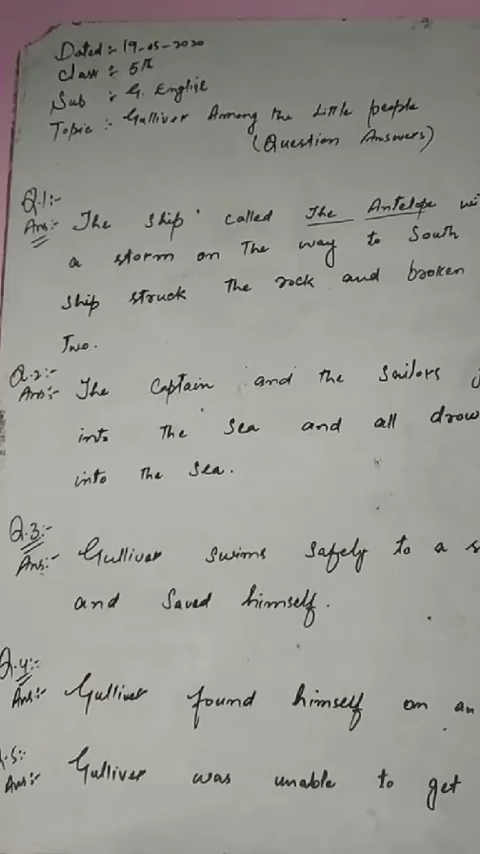 Dated :- 19-05-2020
Class :- 5th
Sub :- G. English
Topic :- Gulliver Among the Little people
(Question Answers)
Q.1:-
Ans:- The ship called The Antelope
a storm on The way to South
ship struck the rock and broken
Two.
Q.2:-
Ans:- The Captain and the Sailors
into the Sea and all
into the Sea.
Q.3:-
Ans:- Gulliver swims safely to a
and Saved himself.
Q.4:-
Ans:- Gulliver found himself on an
.5:-
Ans:- Gulliver was unable to get